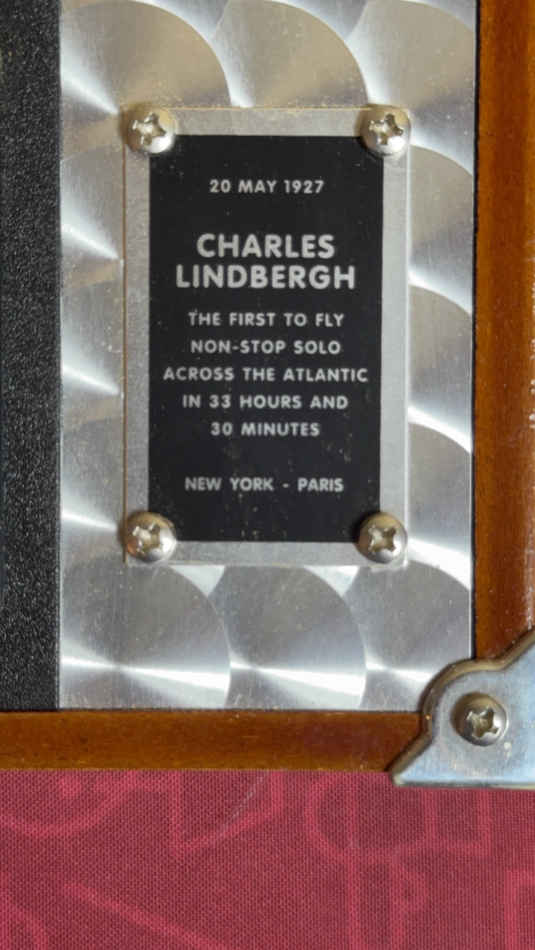 20 MAY 1927
CHARLES
LINDBERGH
THE FIRST TO FLY
NON-STOP SOLO
ACROSS THE ATLANTIC
IN 33 HOURS AND
30 MINUTES
NEW YORK - PARIS